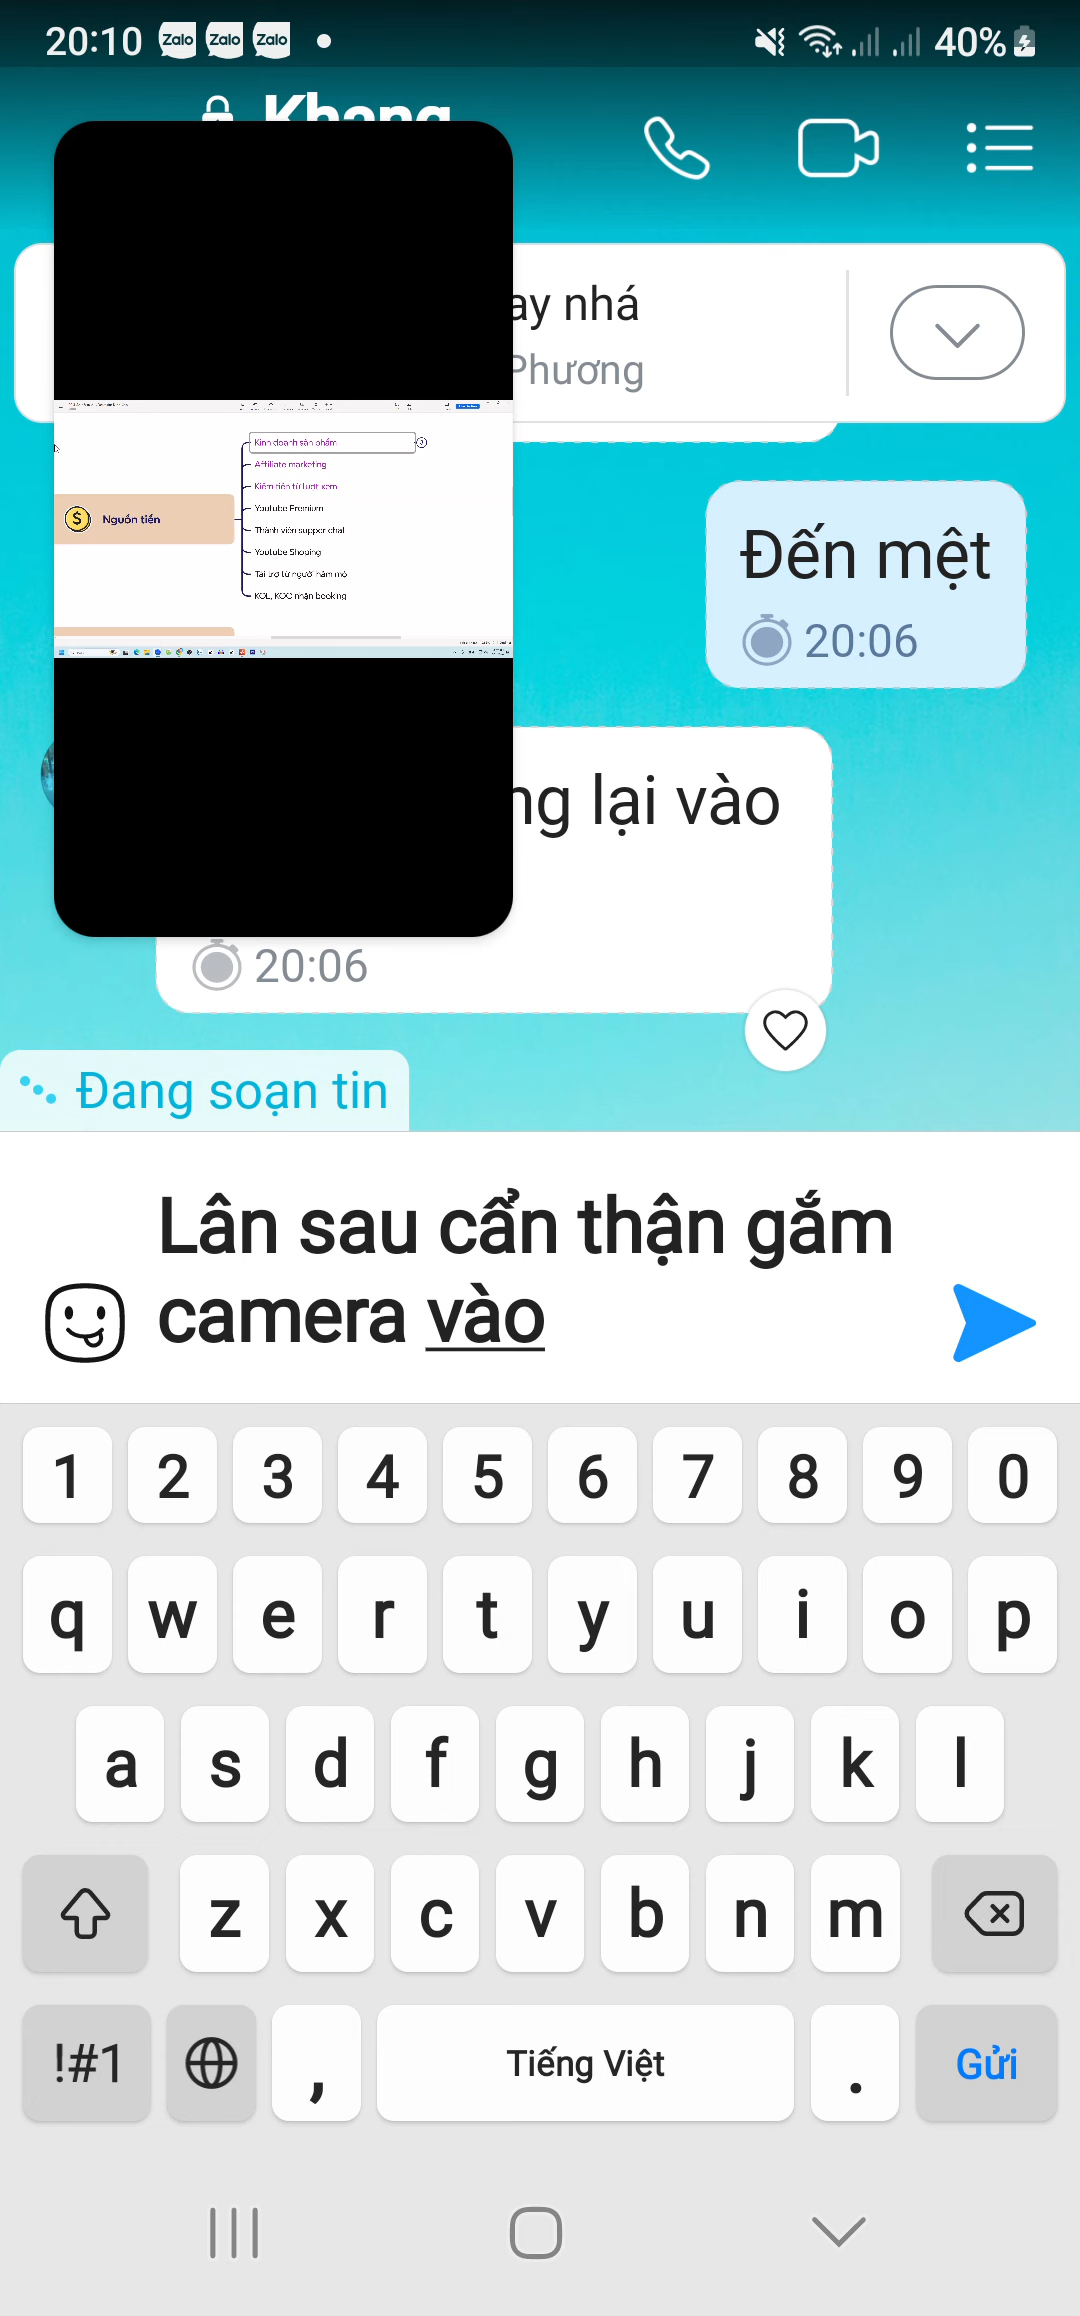 20:10 Zalo Zalo Zalo 40%
Khang
ay nhá
Phương
Kinh doanh sản phẩm
Affiliate marketing
Kiếm tiền từ lượt xem
Nguồn tiền
Youtube Premium
Thành viên supper chat
Youtube Shoping
Tài trợ từ người hâm mộ
KOL, KOC nhận booking
Đến mệt
20:06
ng lại vào
20:06
Đang soạn tin
Lân sau cẩn thận gắm
camera vào
1 2 3 4 5 6 7 8 9 0
q w e r t y u i o p
a s d f g h j k l
z x c v b n m
!#1 , Tiếng Việt . Gửi